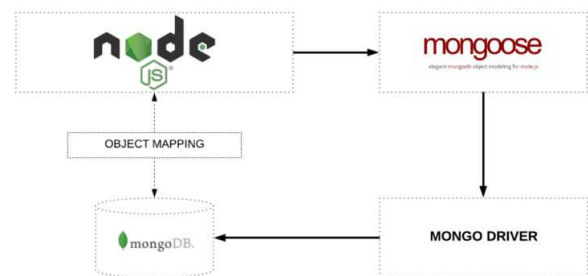 node
JS®
mongoose
elegant mongodb object modeling for node.js
OBJECT MAPPING
mongoDB.
MONGO DRIVER